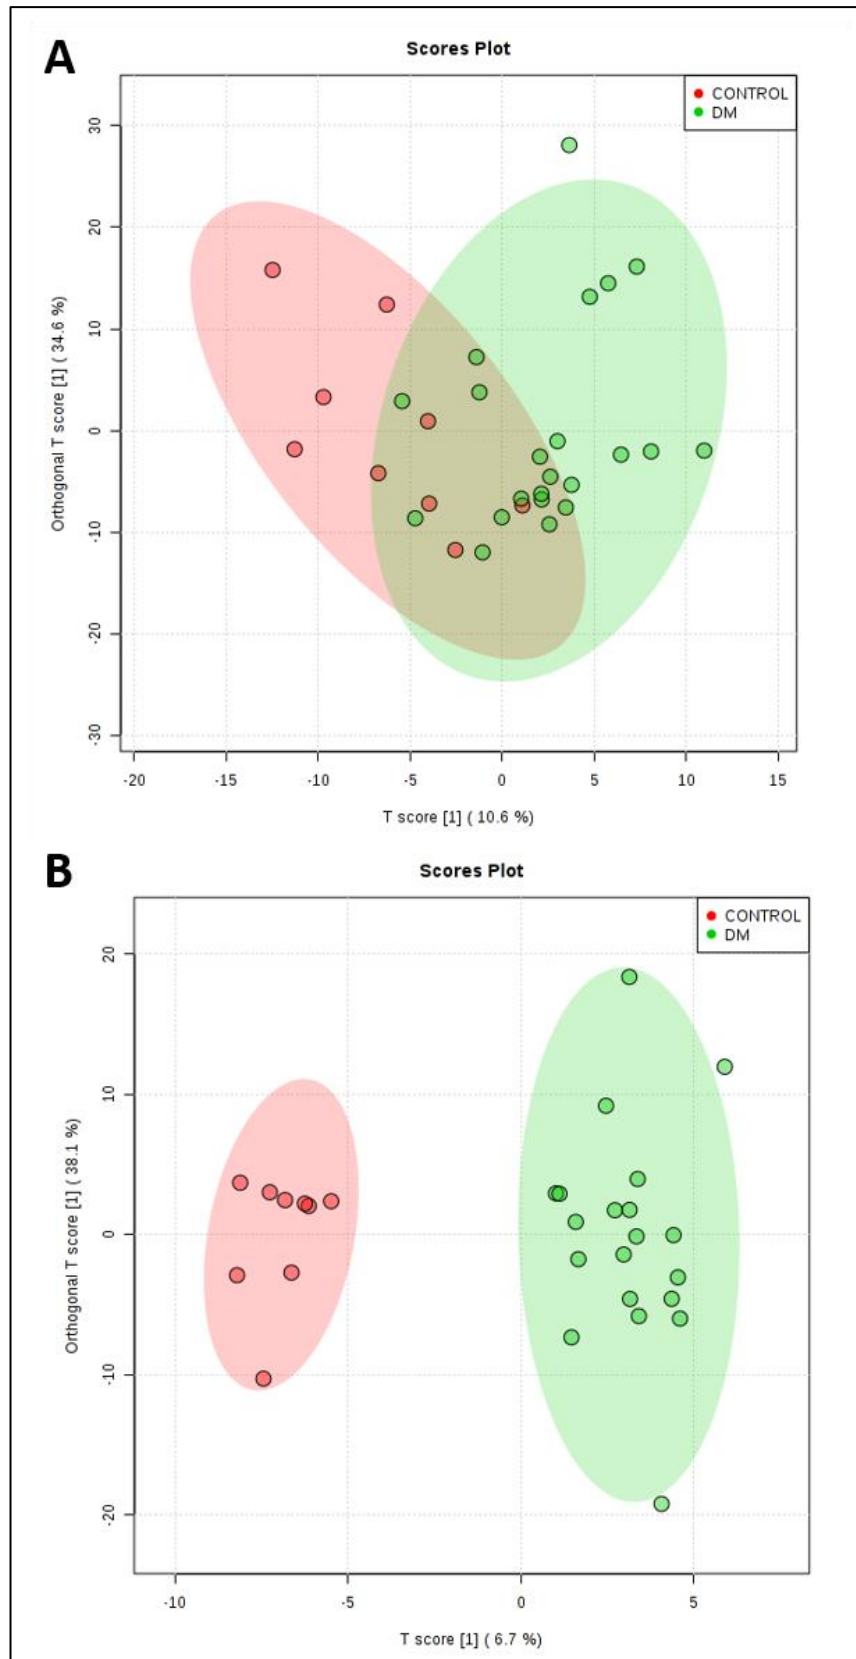 A
Scores Plot
CONTROL
DM
Orthogonal T score [1] ( 34.6 %)
30
20
10
0
-10
-20
-30
-20 -15 -10 -5 0 5 10 15
T score [1] ( 10.6 %)
B
Scores Plot
CONTROL
DM
Orthogonal T score [1] ( 38.1 %)
20
10
0
-10
-20
-10 -5 0 5
T score [1] ( 6.7 %)